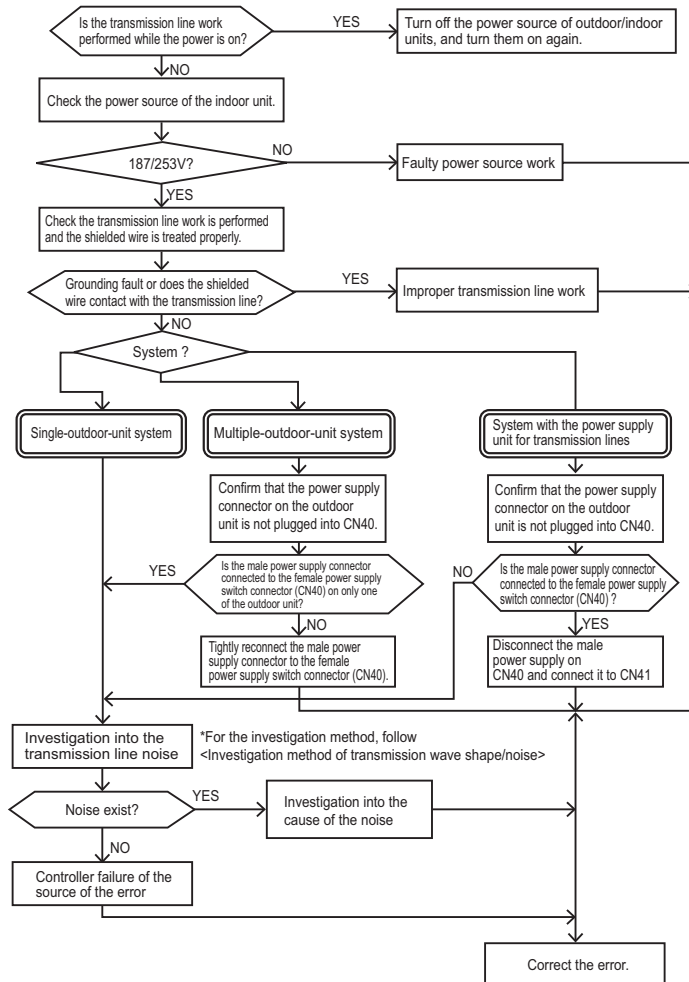 Is the transmission line work
performed while the power is on?
YES
Turn off the power source of outdoor/indoor
units, and turn them on again.
NO
Check the power source of the indoor unit.
187/253V?
NO
Faulty power source work
YES
Check the transmission line work is performed
and the shielded wire is treated properly.
Grounding fault or does the shielded
wire contact with the transmission line?
YES
Improper transmission line work
NO
System ?
Single-outdoor-unit system
Multiple-outdoor-unit system
System with the power supply
unit for transmission lines
Confirm that the power supply
connector on the outdoor
unit is not plugged into CN40.
Confirm that the power supply
connector on the outdoor
unit is not plugged into CN40.
YES
Is the male power supply connector
connected to the female power supply
switch connector (CN40) on only one
of the outdoor unit?
NO
Is the male power supply connector
connected to the female power supply
switch connector (CN40) ?
NO
YES
Tightly reconnect the male power
supply connector to the female
power supply switch connector (CN40).
Disconnect the male
power supply on
CN40 and connect it to CN41
Investigation into the
transmission line noise
*For the investigation method, follow
<Investigation method of transmission wave shape/noise>
Noise exist?
YES
Investigation into the
cause of the noise
NO
Controller failure of the
source of the error
Correct the error.